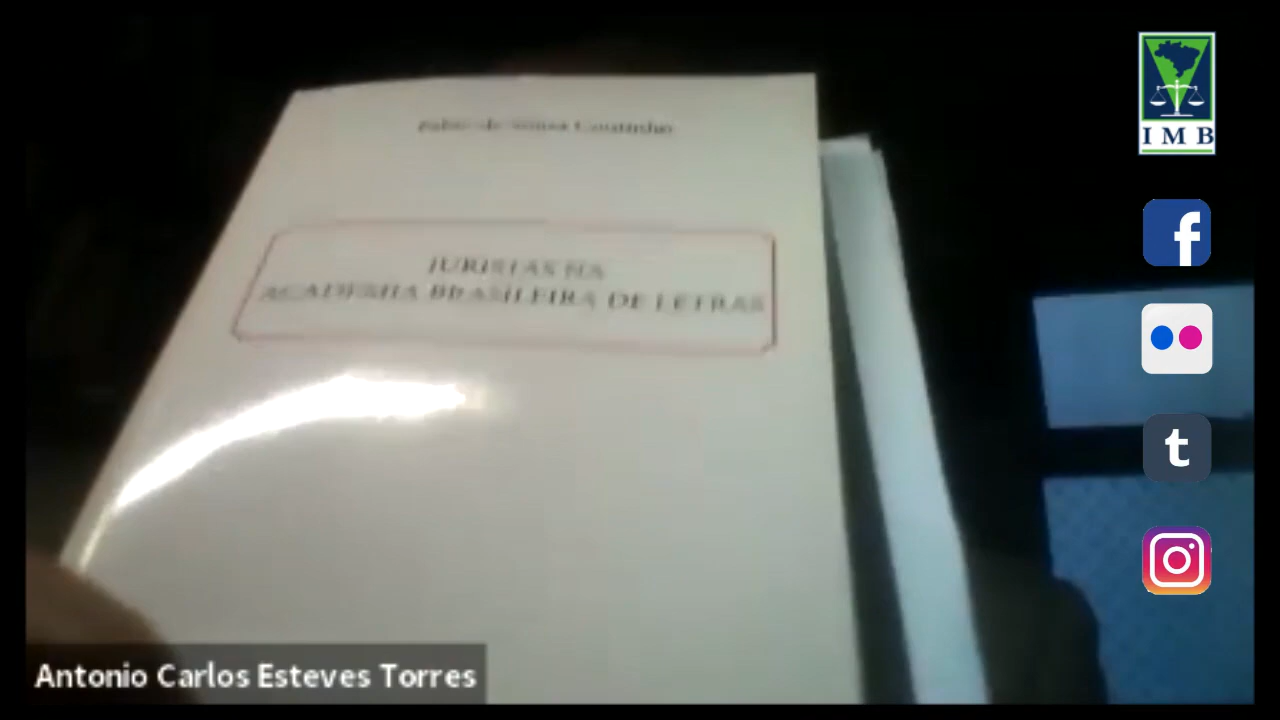 Fabio de Sousa Coutinho
JURISTAS NA
ACADEMIA BRASILEIRA DE LETRAS
IMB
f
t
Antonio Carlos Esteves Torres